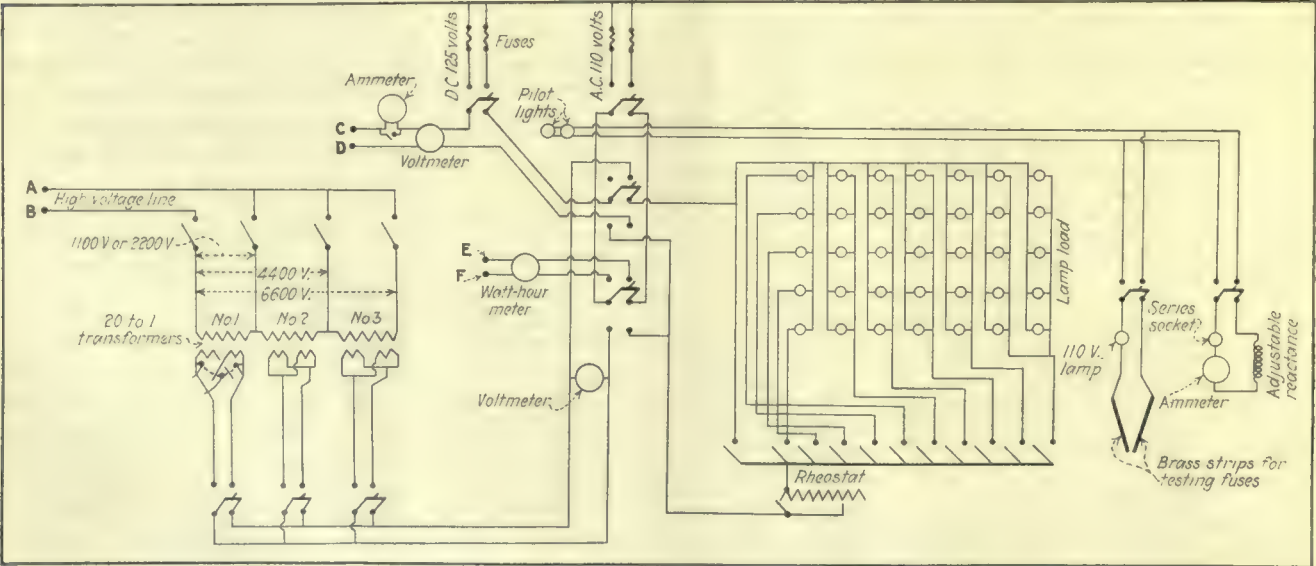 DC 125 volts
Fuses
A.C. 110 volts
Ammeter
Pilot
lights
C
D
Voltmeter
A
High voltage line
B
1100 V or 2200 V
4400 V.
6600 V.
E
F
Watt-hour
meter
Lamp load
20 to 1
transformers
No 1
No 2
No 3
Voltmeter
Series
socket
110 V.
lamp
Ammeter
Adjustable
reactance
Rheostat
Brass strips for
testing fuses